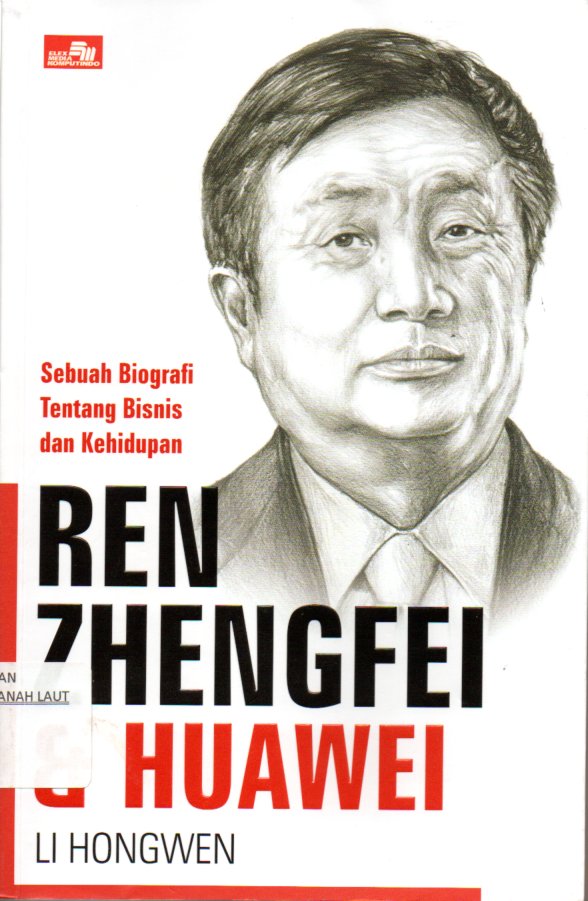 ELEX
MEDIA
KOMPUTINDO
Sebuah Biografi
Tentang Bisnis
dan Kehidupan
REN
ZHENGFEI
AN
ANAH LAUT
& HUAWEI
LI HONGWEN